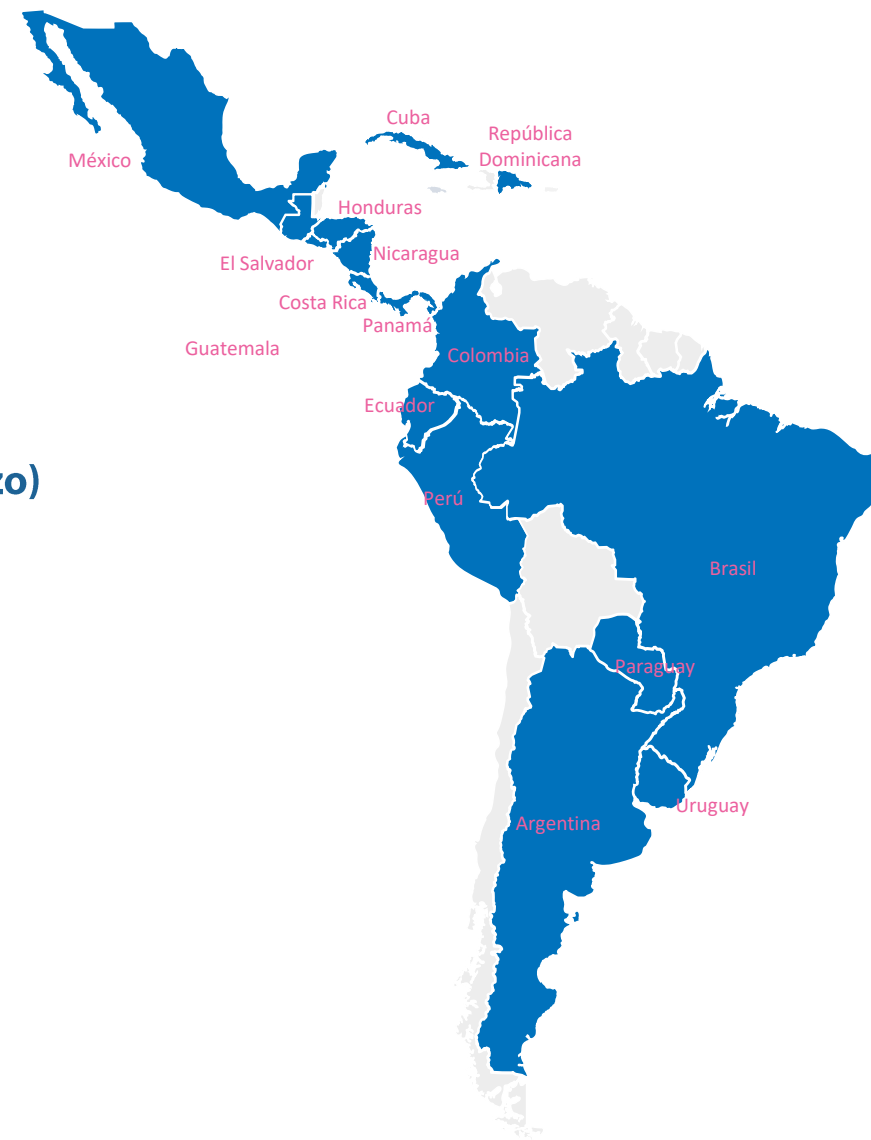 Cuba
República
Dominicana
México
Honduras
Nicaragua
El Salvador
Costa Rica
Panamá
Guatemala
Colombia
Ecuador
zo)
Perú
Brasil
Paraguay
Uruguay
Argentina